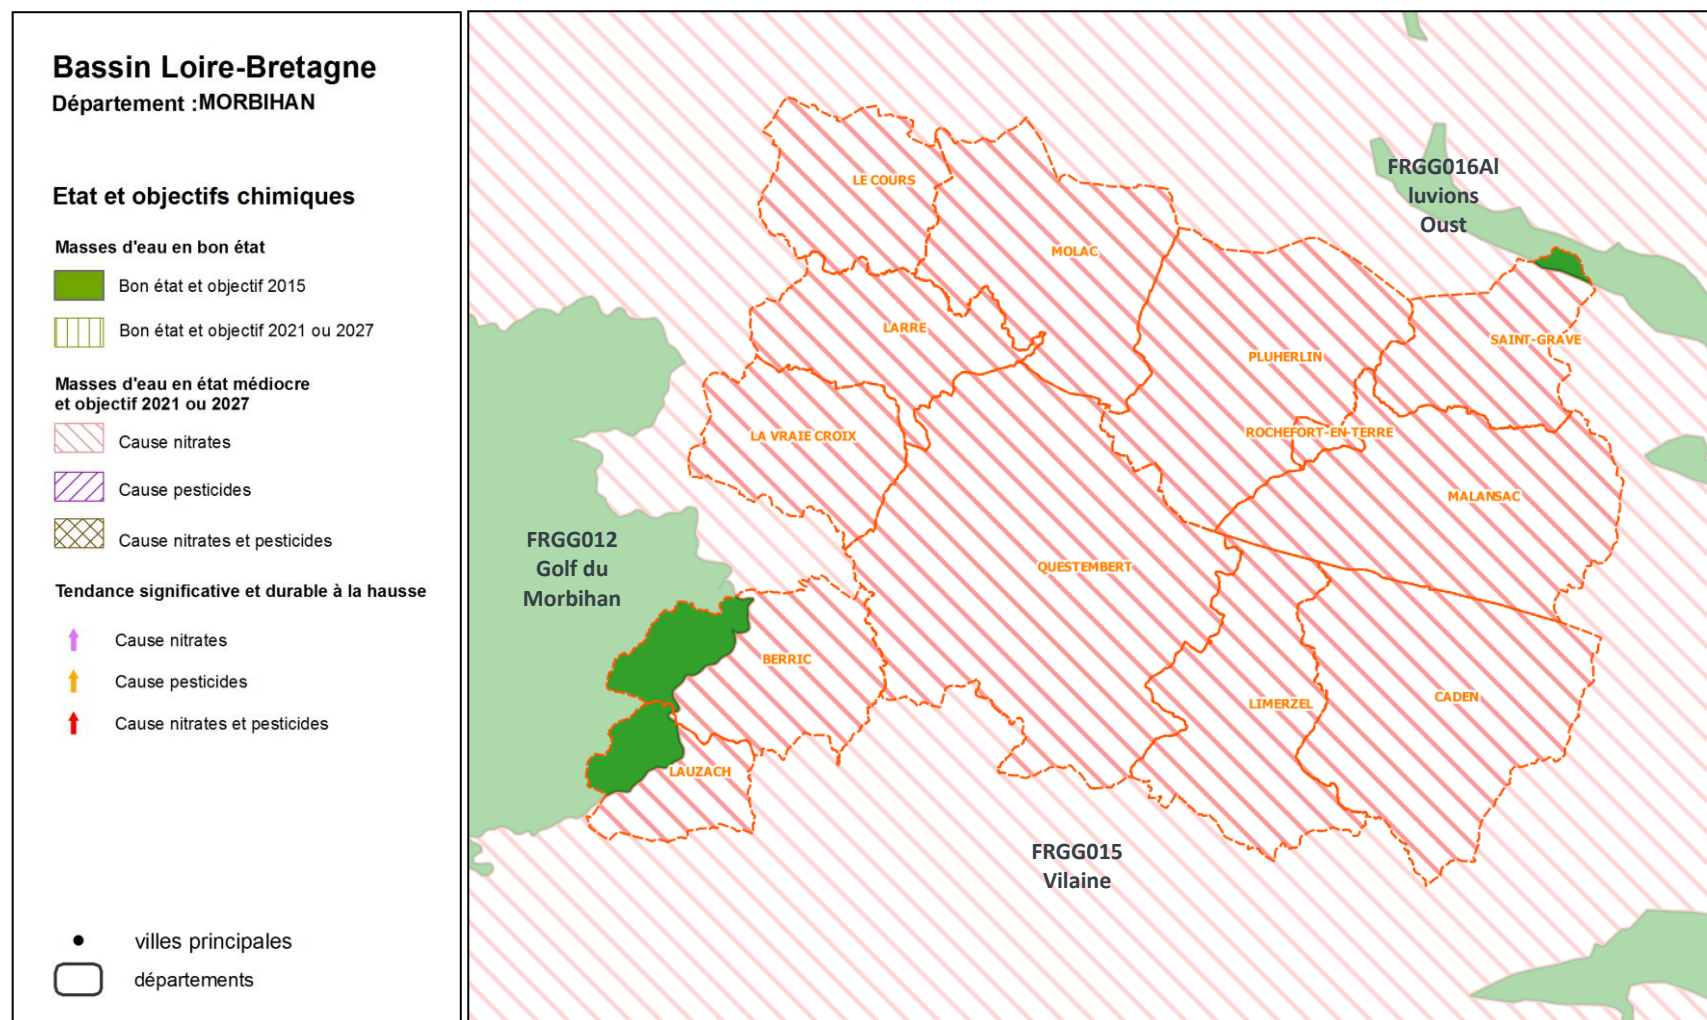 Bassin Loire-Bretagne
Département :MORBIHAN
Etat et objectifs chimiques
Masses d'eau en bon état
Bon état et objectif 2015
Bon état et objectif 2021 ou 2027
Masses d'eau en état médiocre
et objectif 2021 ou 2027
Cause nitrates
Cause pesticides
Cause nitrates et pesticides
Tendance significative et durable à la hausse
Cause nitrates
Cause pesticides
Cause nitrates et pesticides
villes principales
départements
FRGG016Al
luvions
Oust
LE COURS
MOLAC
LARRE
SAINT-GRAVE
PLUHERLIN
LA VRAIE CROIX
ROCHEFORT-EN-TERRE
MALANSAC
FRGG012
Golf du
Morbihan
QUESTEMBERT
BERRIC
LIMERZEL
CADEN
LAUZACH
FRGG015
Vilaine